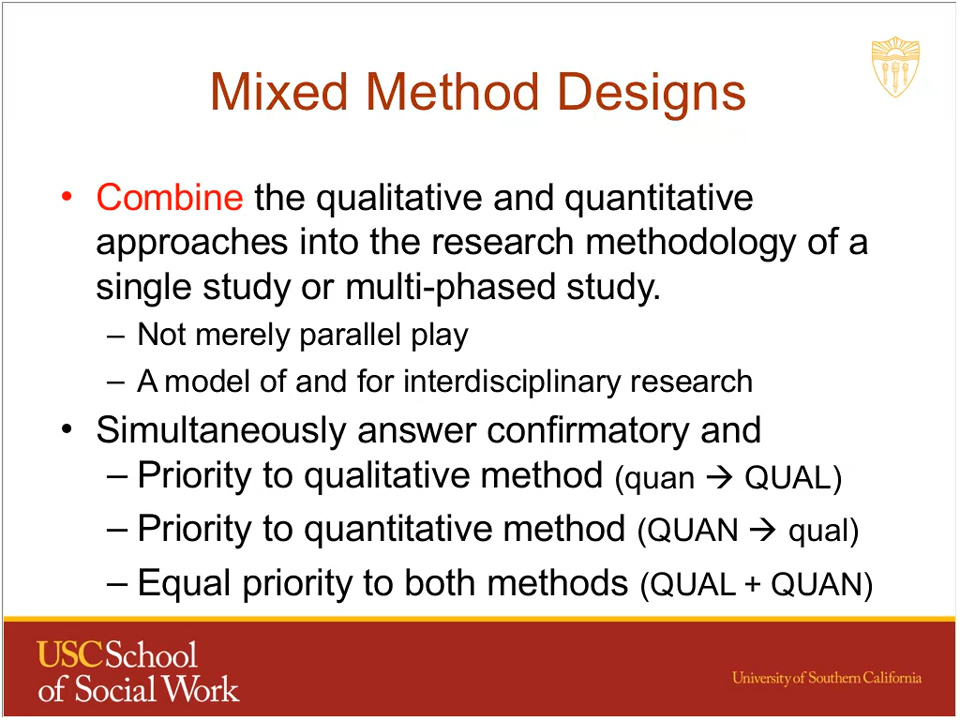 Mixed Method Designs
• Combine the qualitative and quantitative
approaches into the research methodology of a
single study or multi-phased study.
– Not merely parallel play
– A model of and for interdisciplinary research
• Simultaneously answer confirmatory and
– Priority to qualitative method (quan → QUAL)
– Priority to quantitative method (QUAN → qual)
– Equal priority to both methods (QUAL + QUAN)
USC School
of Social Work
University of Southern California